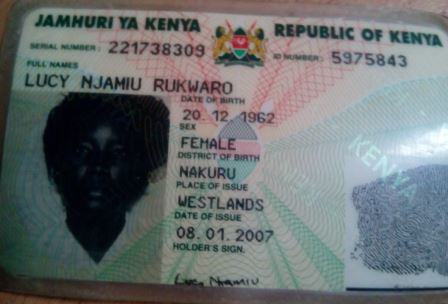 JAMHURI YA KENYA REPUBLIC OF KENYA
SERIAL NUMBER: 221738309 ID NUMBER: 5975843
FULL NAMES
LUCY NJAMIU RUKWARO
DATE OF BIRTH
20. 12. 1962
SEX
FEMALE
DISTRICT OF BIRTH
NAKURU
PLACE OF ISSUE
WESTLANDS
DATE OF ISSUE
08. 01. 2007
HOLDER'S SIGN.
Lucy Njamiu
KENYA